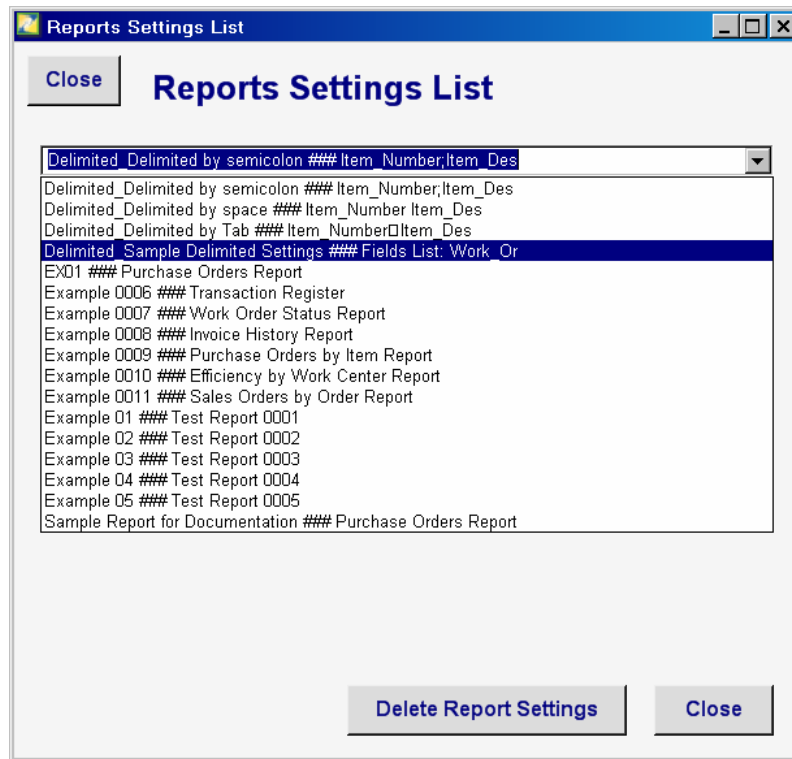 Reports Settings List
Close
Reports Settings List
Delimited_Delimited by semicolon ### Item_Number;Item_Des
Delimited_Delimited by semicolon ### Item_Number;Item_Des
Delimited_Delimited by space ### Item_Number Item_Des
Delimited_Delimited by Tab ### Item_Number□Item_Des
Delimited_Sample Delimited Settings ### Fields List: Work_Or
EX01 ### Purchase Orders Report
Example 0006 ### Transaction Register
Example 0007 ### Work Order Status Report
Example 0008 ### Invoice History Report
Example 0009 ### Purchase Orders by Item Report
Example 0010 ### Efficiency by Work Center Report
Example 0011 ### Sales Orders by Order Report
Example 01 ### Test Report 0001
Example 02 ### Test Report 0002
Example 03 ### Test Report 0003
Example 04 ### Test Report 0004
Example 05 ### Test Report 0005
Sample Report for Documentation ### Purchase Orders Report
Delete Report Settings
Close